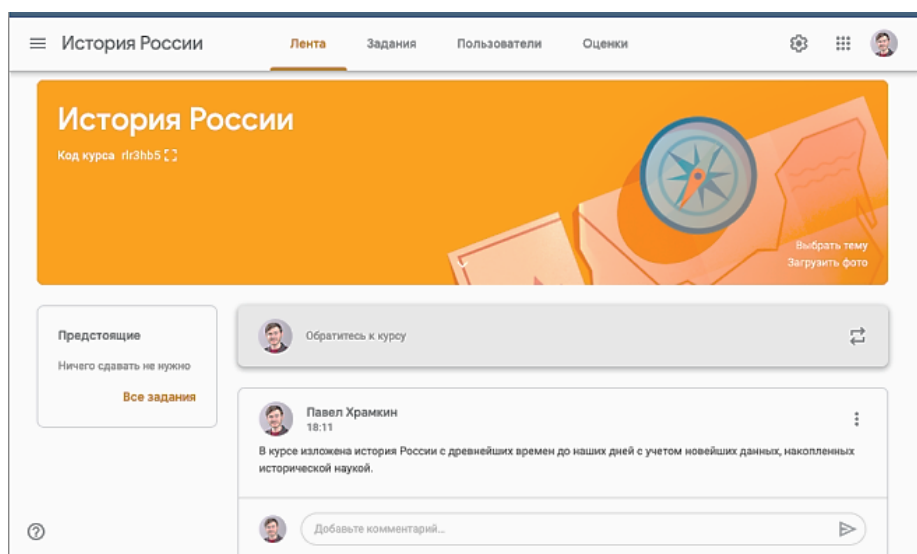 История России
Лента Задания Пользователи Оценки
История России
Код курса rlr3hb5
Выбрать тему
Загрузить фото
Предстоящие
Ничего сдавать не нужно
Все задания
Обратитесь к курсу
Павел Храмкин
18:11
В курсе изложена история России с древнейших времен до наших дней с учетом новейших данных, накопленных
исторической наукой.
Добавьте комментарий...